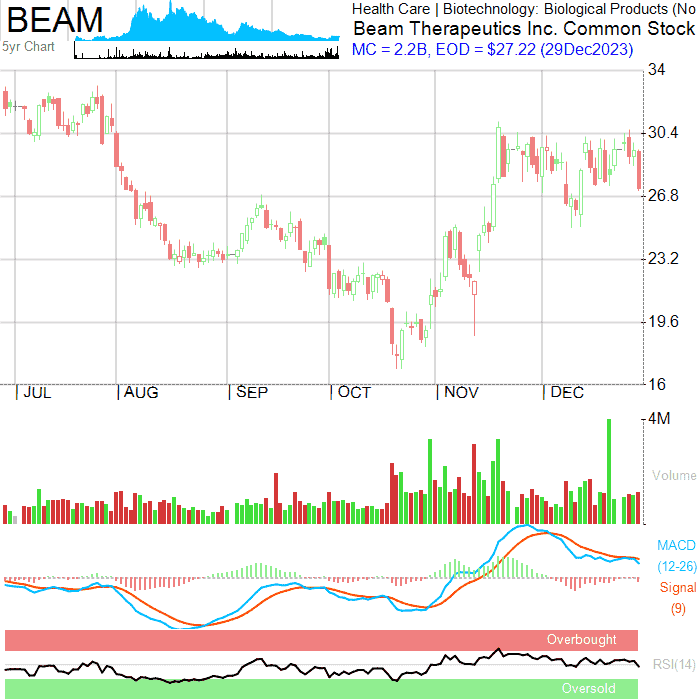 BEAM
5yr Chart
Health Care | Biotechnology: Biological Products (No
Beam Therapeutics Inc. Common Stock
MC = 2.2B, EOD = $27.22 (29Dec2023)
34
30.4
26.8
23.2
19.6
16
JUL AUG SEP OCT NOV DEC
4M
Volume
MACD
(12-26)
Signal
(9)
Overbought
RSI(14)
Oversold